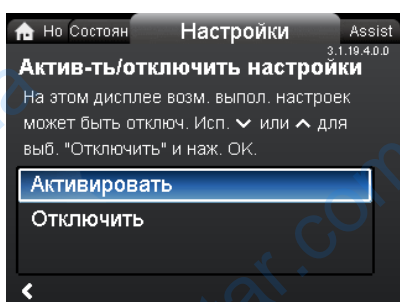 Но Состоян Настройки Assist
3.1.19.4.0.0
Актив-ть/отключить настройки
На этом дисплее возм. выпол. настроек
может быть отключ. Исп. ⌄ или ⌃ для
выб. "Отключить" и наж. OK.
Активировать
Отключить